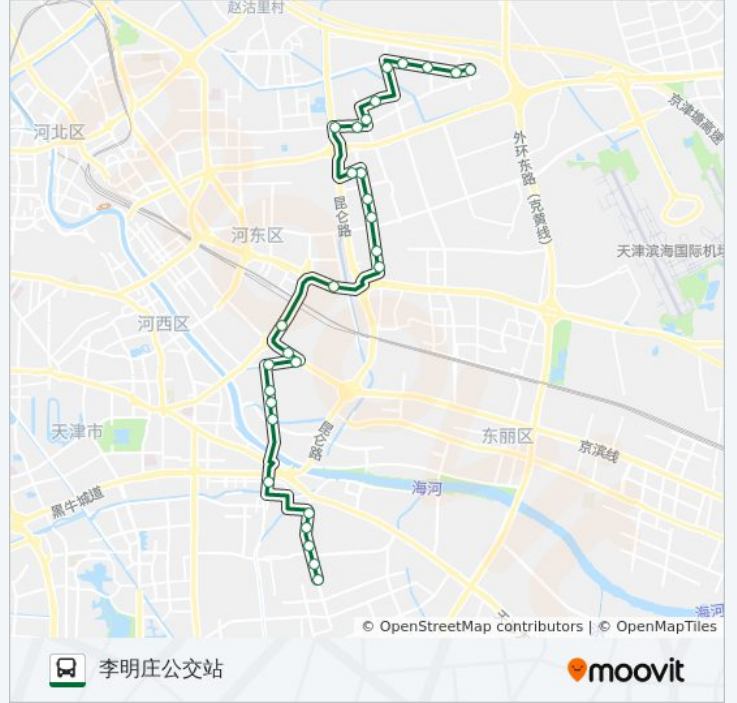 赵沽里村
京津塘高速
河北区
外环东路（克黄线）
昆仑路
河东区
天津滨海国际机场
河西区
昆仑路
天津市
东丽区
京滨线
海河
黑牛城道
海河
© OpenStreetMap contributors | © OpenMapTiles
李明庄公交站
moovit